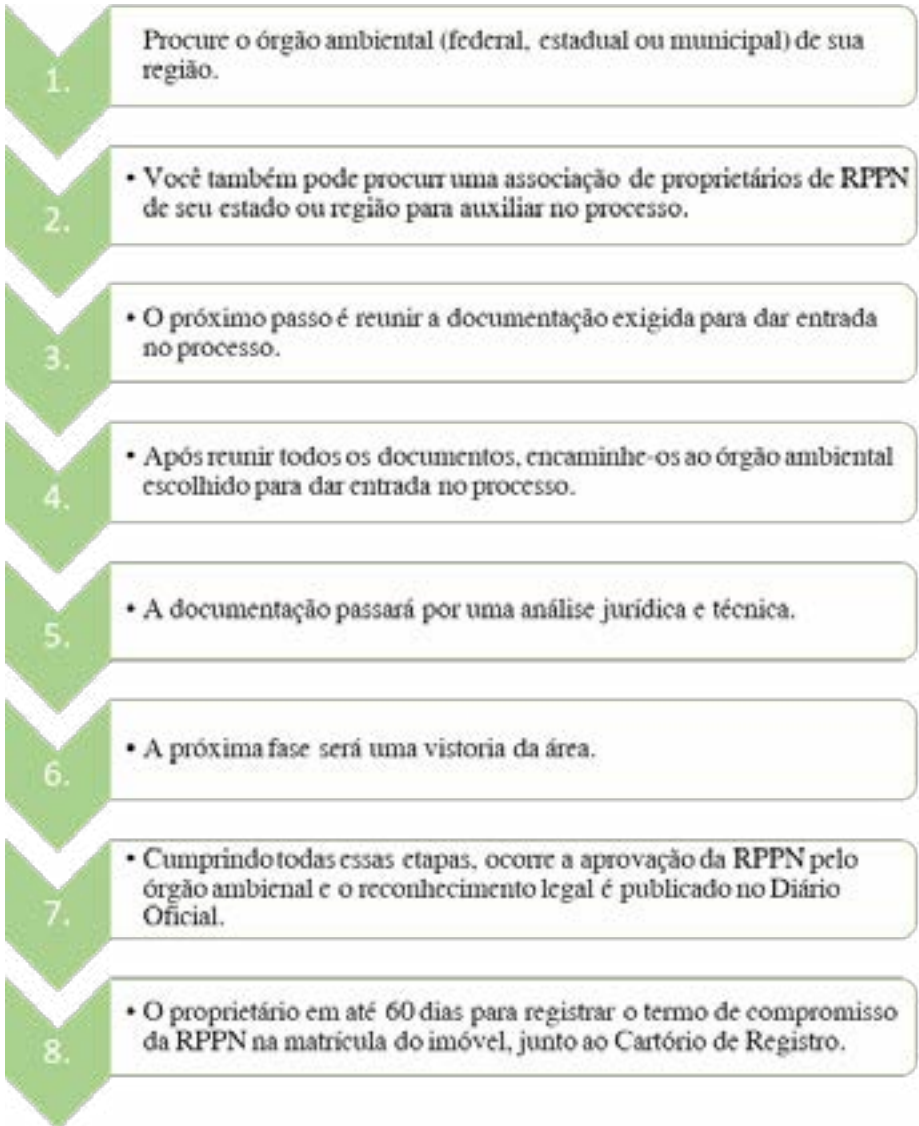 1.
Procure o órgão ambiental (federal, estadual ou municipal) de sua
região.
2.
• Você também pode procurr uma associação de proprietários de RPPN
de seu estado ou região para auxiliar no processo.
3.
• O próximo passo é reunir a documentação exigida para dar entrada
no processo.
4.
• Após reunir todos os documentos, encaminhe-os ao órgão ambiental
escolhido para dar entrada no processo.
5.
• A documentação passará por uma análise jurídica e técnica.
6.
• A próxima fase será uma vistoria da área.
7.
• Cumprindo todas essas etapas, ocorre a aprovação da RPPN pelo
órgão ambienal e o reconhecimento legal é publicado no Diário
Oficial.
8.
• O proprietário em até 60 dias para registrar o termo de compromisso
da RPPN na matrícula do imóvel, junto ao Cartório de Registro.